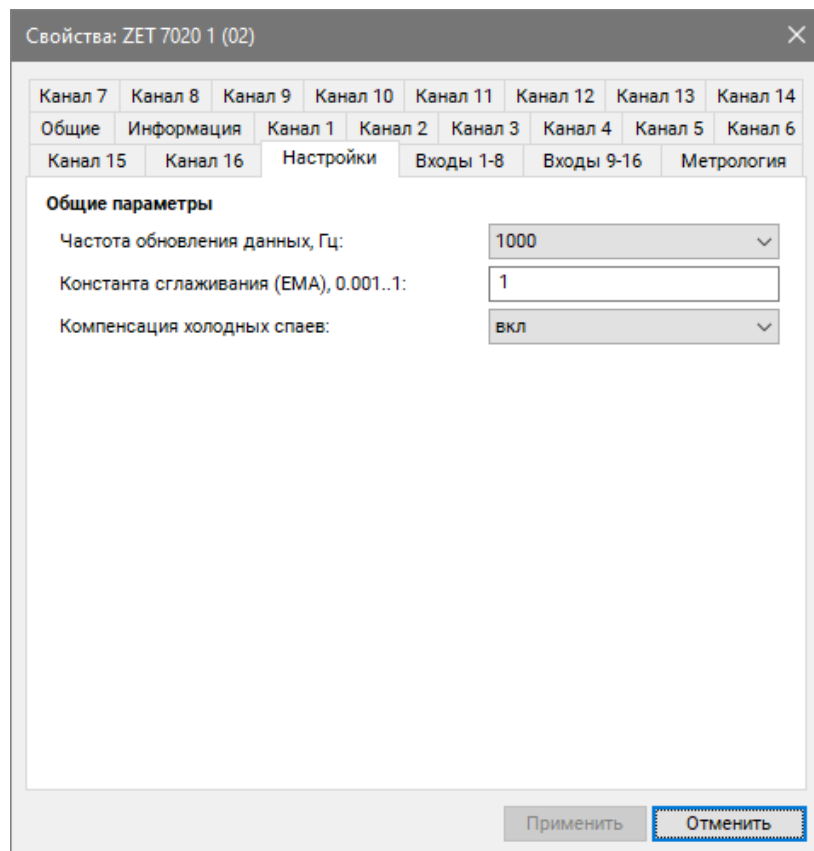 Свойства: ZET 7020 1 (02)
Канал 7 Канал 8 Канал 9 Канал 10 Канал 11 Канал 12 Канал 13 Канал 14
Общие Информация Канал 1 Канал 2 Канал 3 Канал 4 Канал 5 Канал 6
Канал 15 Канал 16 Настройки Входы 1-8 Входы 9-16 Метрология
Общие параметры
Частота обновления данных, Гц: 1000
Константа сглаживания (EMA), 0.001..1: 1
Компенсация холодных спаев: вкл
Применить Отменить